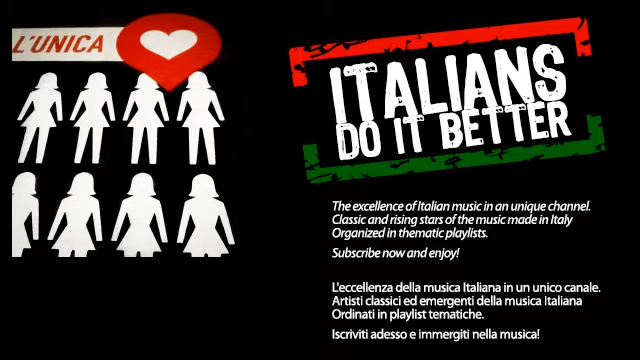 L'UNICA
ITALIANS
DO IT BETTER
The excellence of Italian music in an unique channel.
Classic and rising stars of the music made in Italy
Organized in thematic playlists.
Subscribe now and enjoy!
L'eccellenza della musica Italiana in un unico canale.
Artisti classici ed emergenti della musica Italiana
Ordinati in playlist tematiche.
Iscriviti adesso e immergiti nella musica!